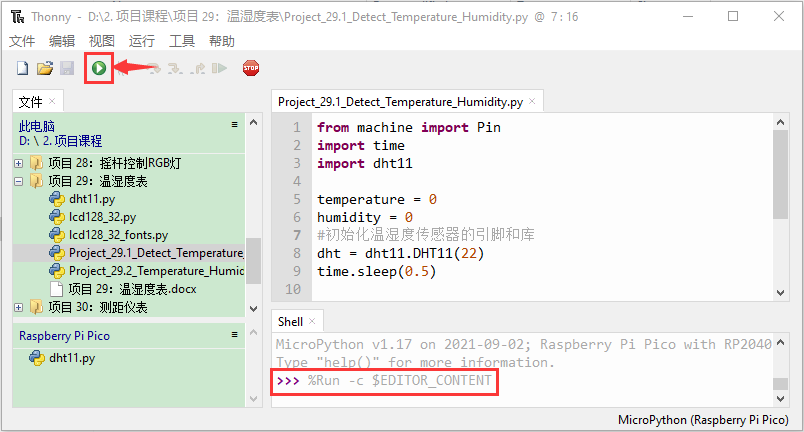 Thonny - D:\2. 项目课程\项目 29：温湿度表\Project_29.1_Detect_Temperature_Humidity.py @ 7 : 16
文件 编辑 视图 运行 工具 帮助
STOP
文件 ×
此电脑
D: \ 2. 项目课程
项目 28：摇杆控制RGB灯
项目 29：温湿度表
dht11.py
lcd128_32.py
lcd128_32_fonts.py
Project_29.1_Detect_Temperature_
Project_29.2_Temperature_Humid
项目 29：温湿度表.docx
项目 30：测距仪表
Raspberry Pi Pico
dht11.py
Project_29.1_Detect_Temperature_Humidity.py ×
1 from machine import Pin
2 import time
3 import dht11
4
5 temperature = 0
6 humidity = 0
7 #初始化温湿度传感器的引脚和库
8 dht = dht11.DHT11(22)
9 time.sleep(0.5)
10
Shell ×
MicroPython v1.17 on 2021-09-02; Raspberry Pi Pico with RP2040
Type "help()" for more information.
>>> %Run -c $EDITOR_CONTENT
MicroPython (Raspberry Pi Pico)